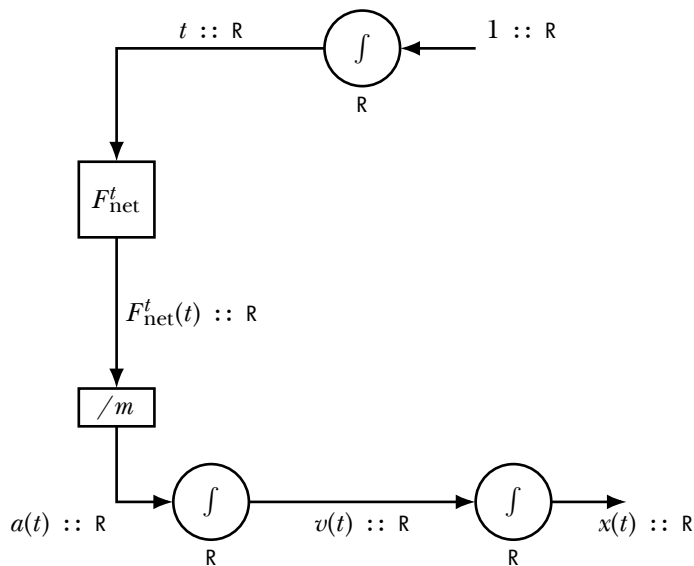 t :: R
∫
1 :: R
R
F^t_net
F^t_net(t) :: R
/m
∫
∫
a(t) :: R
v(t) :: R
x(t) :: R
R
R